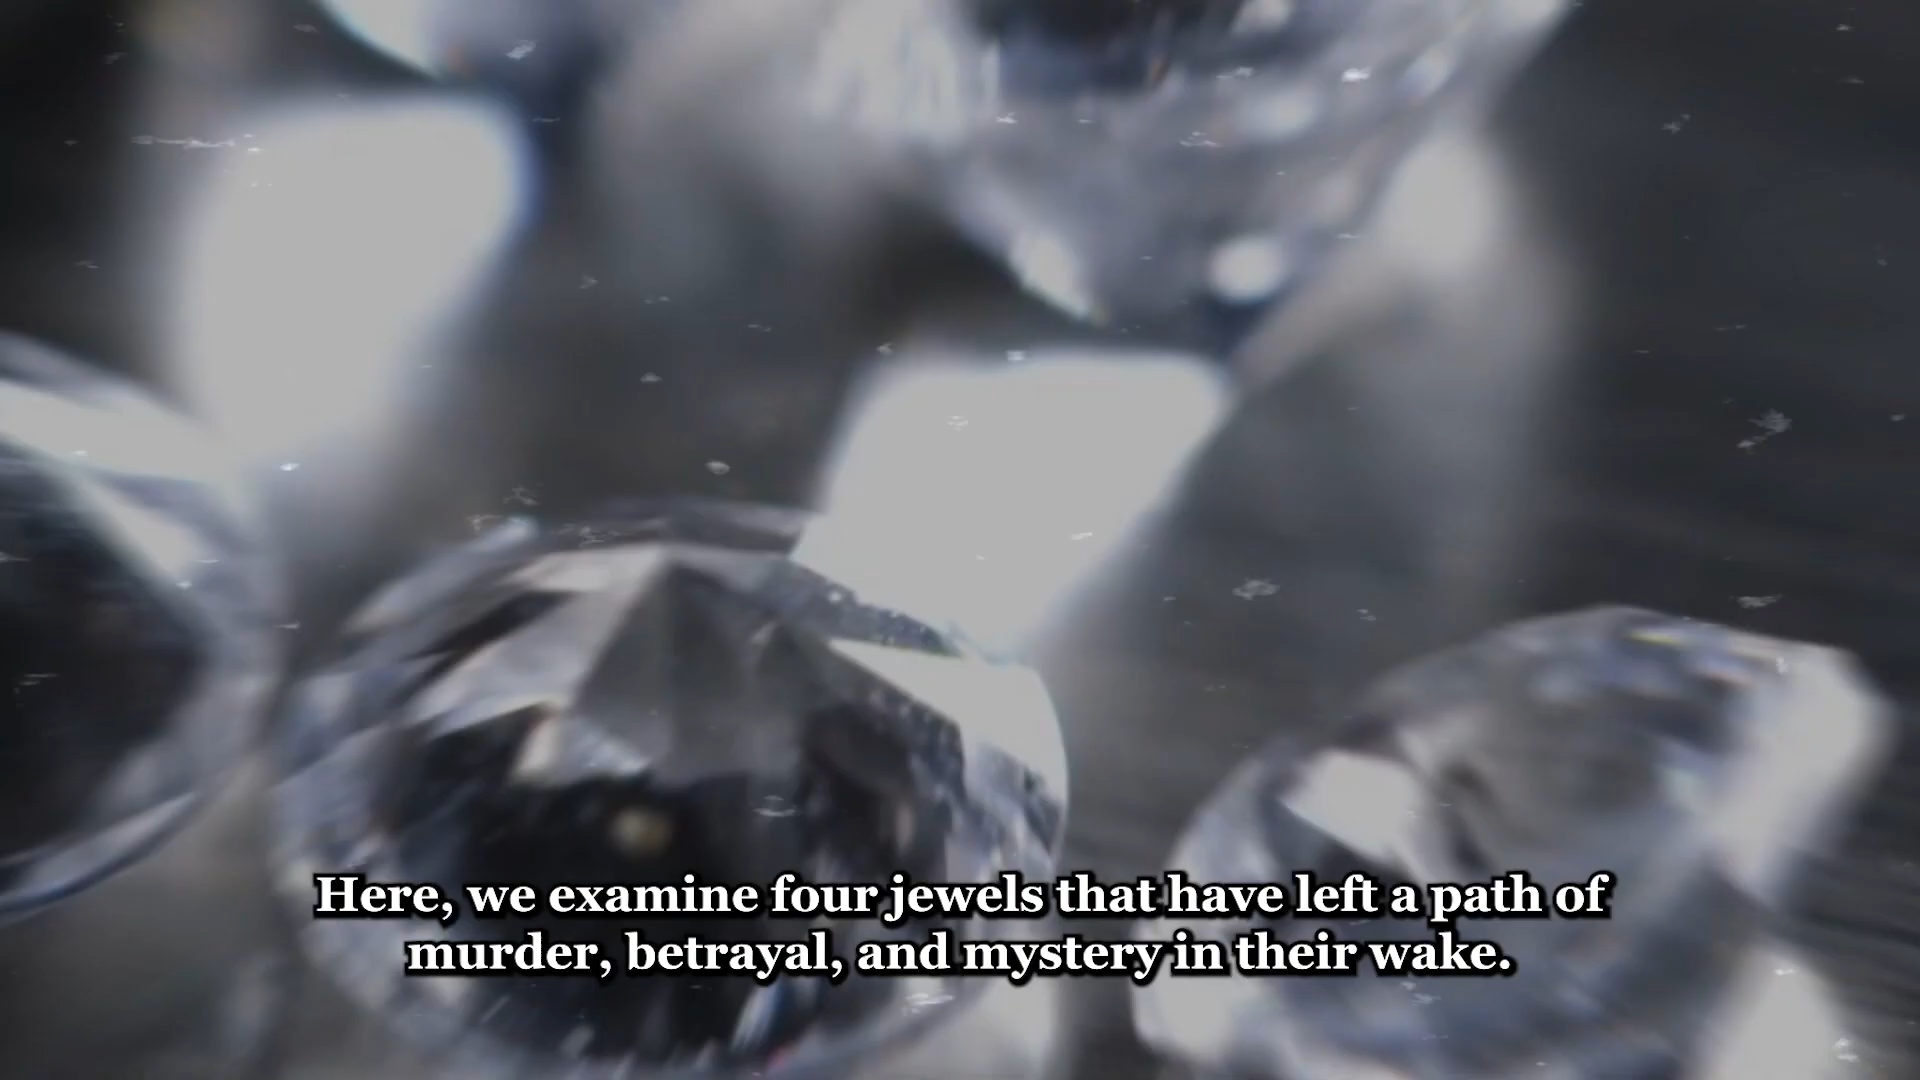 Here, we examine four jewels that have left a path of
murder, betrayal, and mystery in their wake.